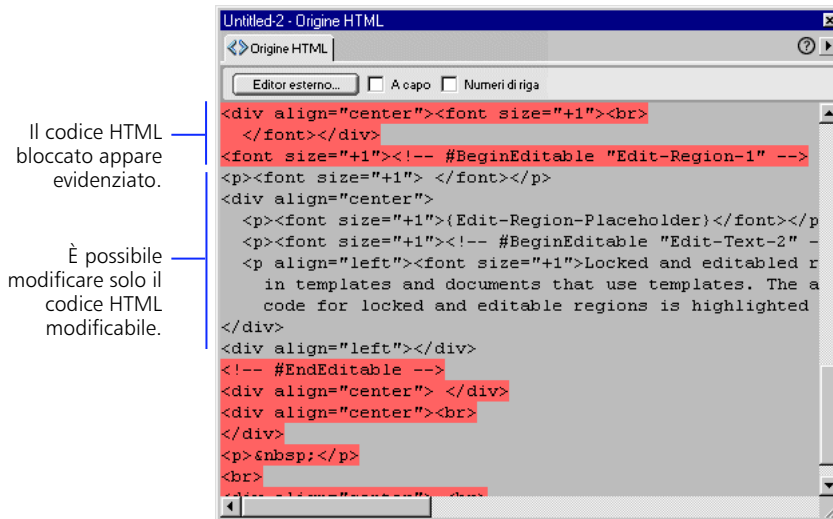 Untitled-2 - Origine HTML
Origine HTML
Editor esterno... A capo Numeri di riga
<div align="center"><font size="+1"><br>
</font></div>
<font size="+1"><!-- #BeginEditable "Edit-Region-1" -->
<p><font size="+1"> </font></p>
<div align="center">
<p><font size="+1">{Edit-Region-Placeholder}</font></p
<p><font size="+1"><!-- #BeginEditable "Edit-Text-2" -
<p align="left"><font size="+1">Locked and editabled r
in templates and documents that use templates. The a
code for locked and editable regions is highlighted
</div>
<div align="left"></div>
<!-- #EndEditable -->
<div align="center"> </div>
<div align="center"><br>
</div>
<p>&nbsp;</p>
<br>
<div align="center"> <br>
Il codice HTML
bloccato appare
evidenziato.
È possibile
modificare solo il
codice HTML
modificabile.